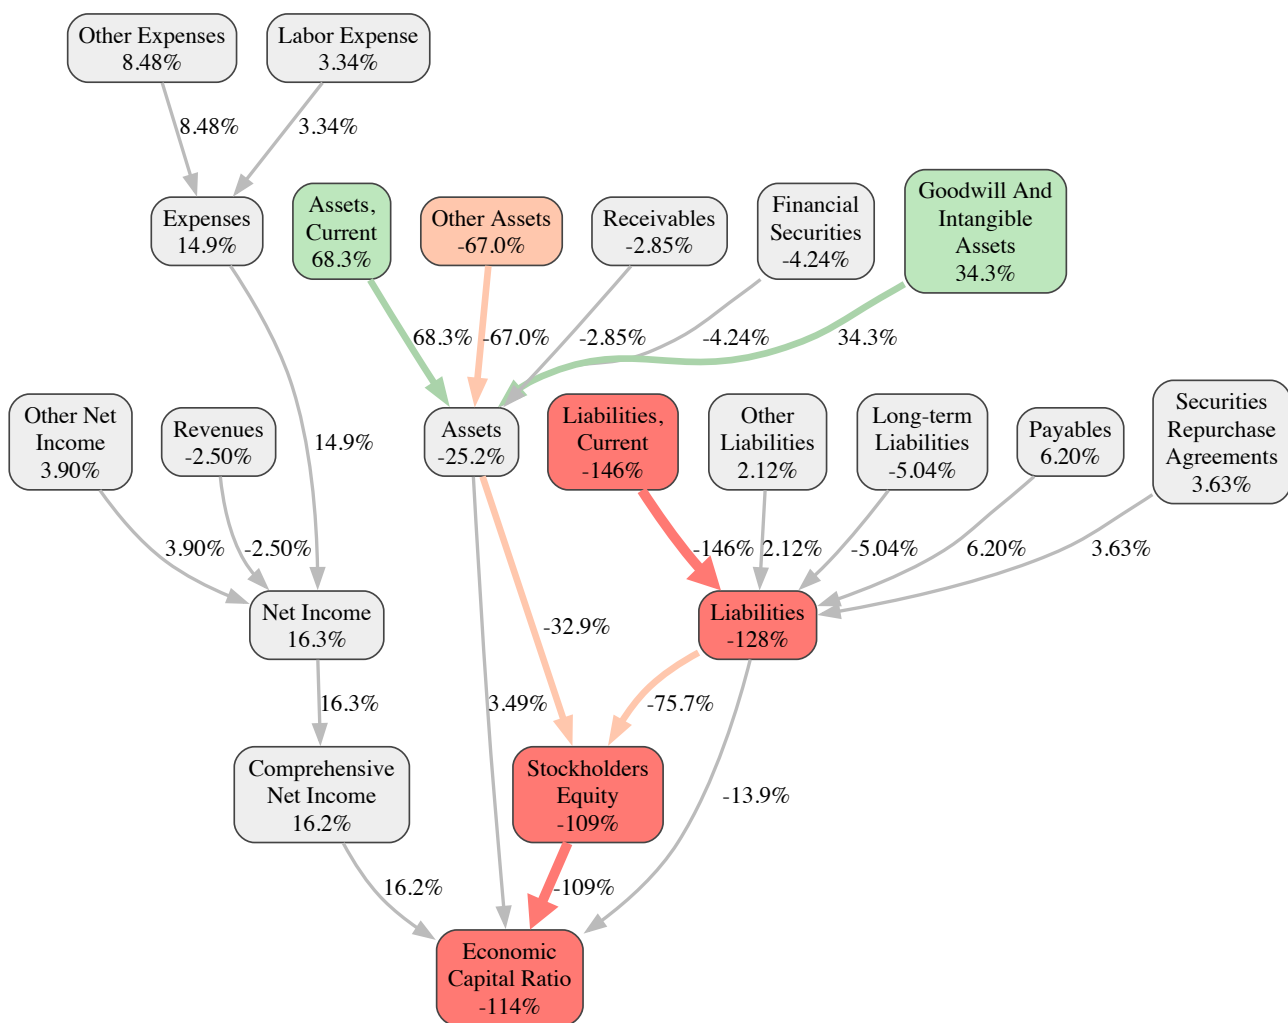 Other Expenses
8.48%
Labor Expense
3.34%
8.48%
3.34%
Expenses
14.9%
Assets,
Current
68.3%
Other Assets
-67.0%
Receivables
-2.85%
Financial
Securities
-4.24%
Goodwill And
Intangible
Assets
34.3%
68.3%
-67.0%
-2.85%
-4.24%
34.3%
Other Net
Income
3.90%
Revenues
-2.50%
14.9%
Assets
-25.2%
Liabilities,
Current
-146%
Other
Liabilities
2.12%
Long-term
Liabilities
-5.04%
Payables
6.20%
Securities
Repurchase
Agreements
3.63%
3.90%
-2.50%
-146%
2.12%
-5.04%
6.20%
3.63%
Net Income
16.3%
-32.9%
Liabilities
-128%
16.3%
3.49%
-75.7%
Comprehensive
Net Income
16.2%
Stockholders
Equity
-109%
-13.9%
16.2%
-109%
Economic
Capital Ratio
-114%